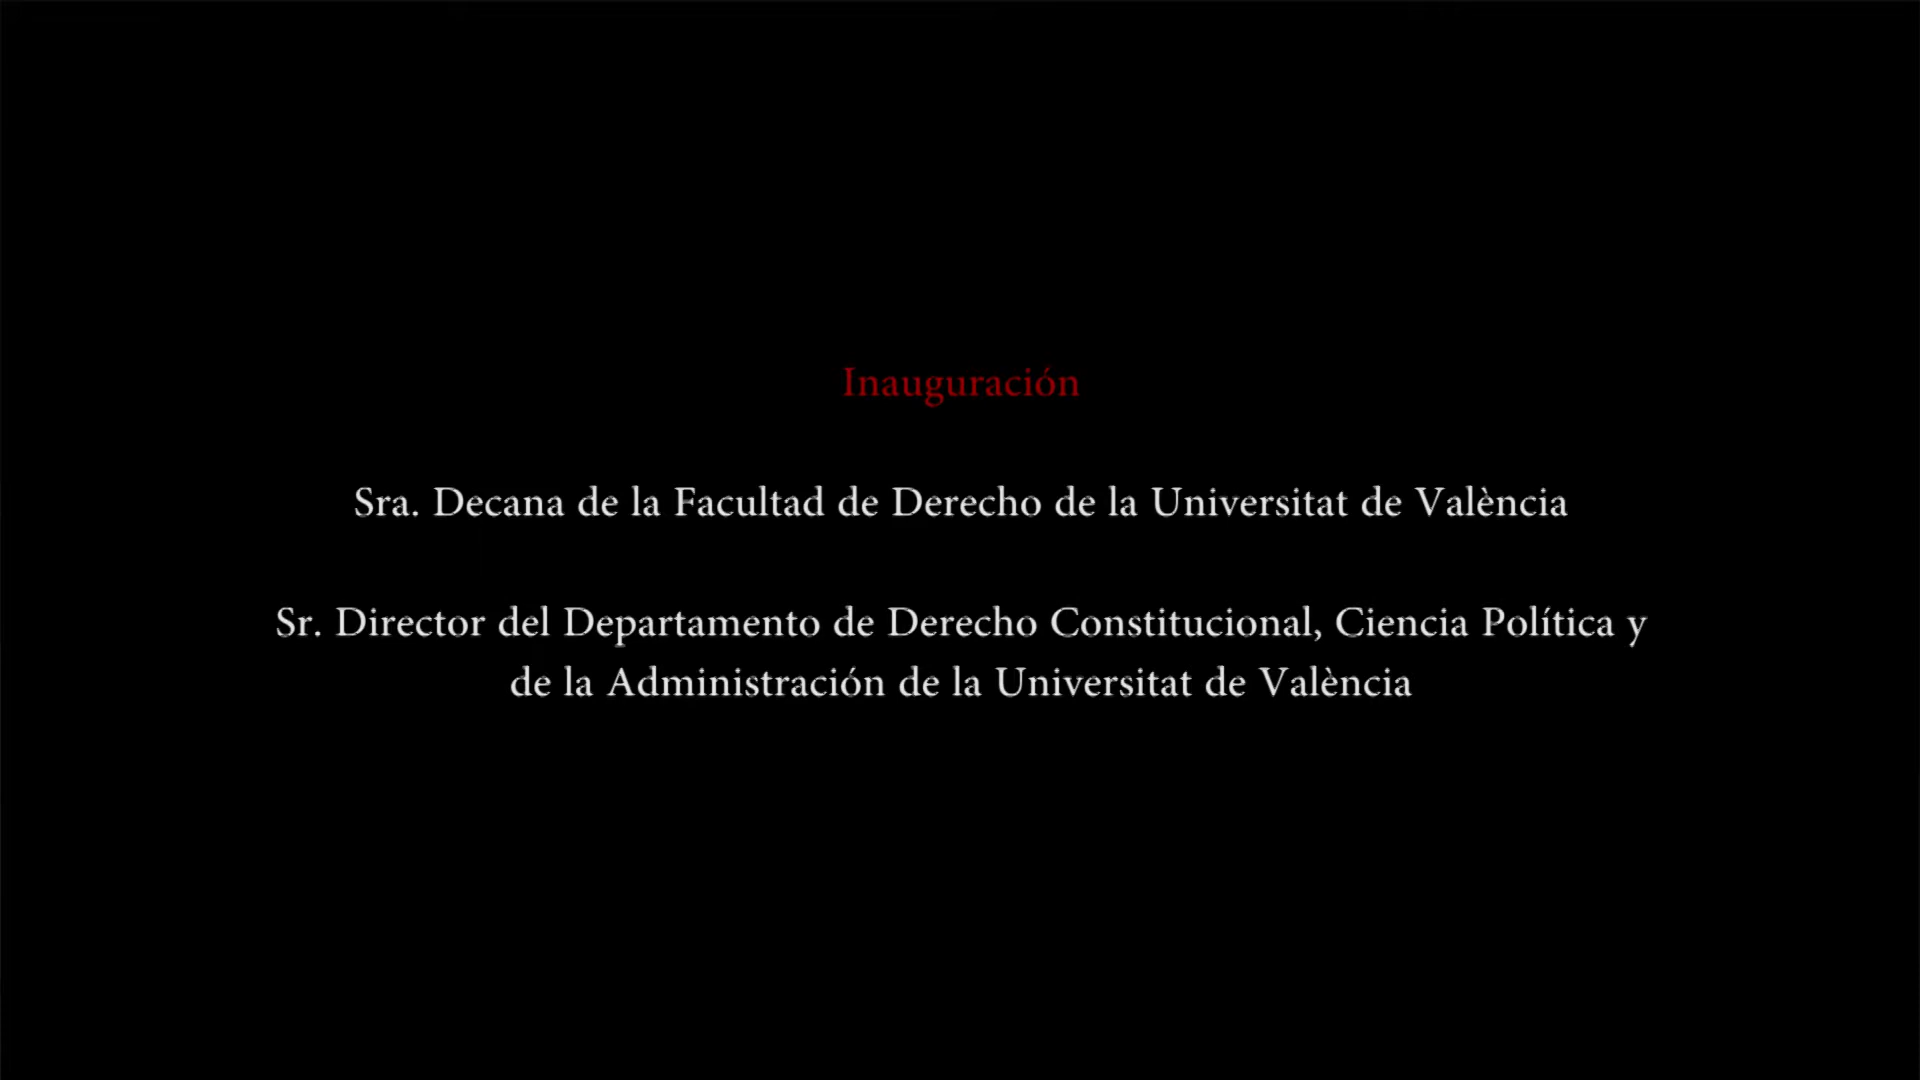 Inauguración
Sra. Decana de la Facultad de Derecho de la Universitat de València
Sr. Director del Departamento de Derecho Constitucional, Ciencia Política y
de la Administración de la Universitat de València